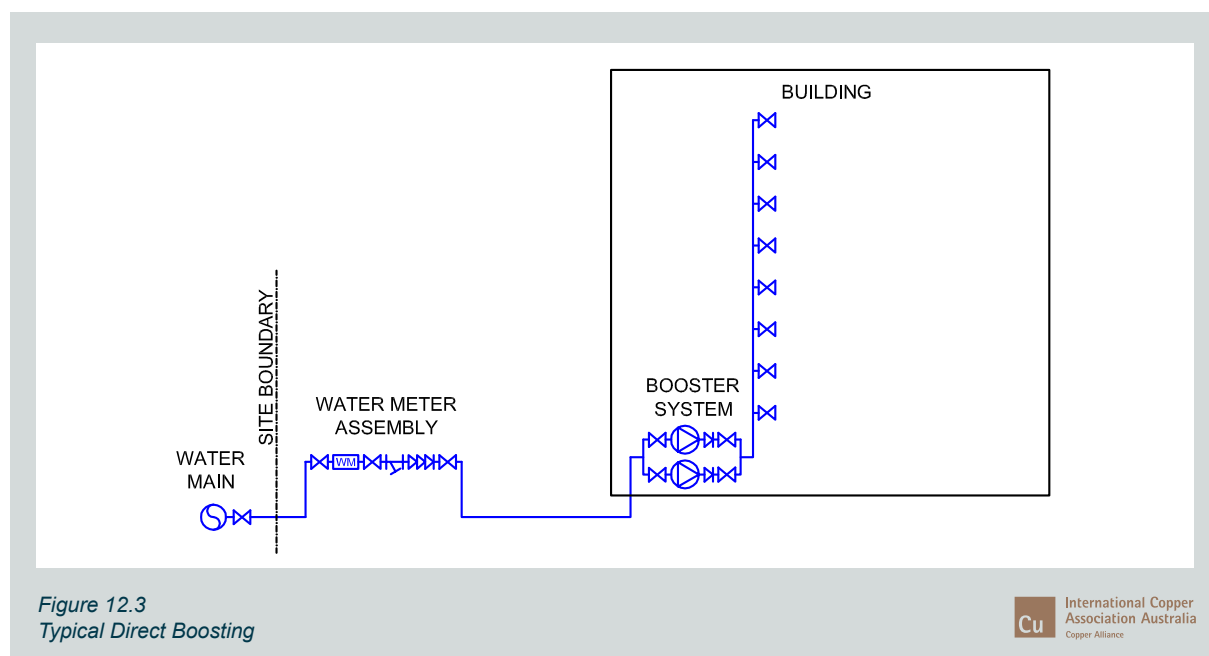 BUILDING
BOOSTER
SYSTEM
SITE BOUNDARY
WATER METER
ASSEMBLY
WM
WATER
MAIN
Figure 12.3
Typical Direct Boosting
Cu
International Copper
Association Australia
Copper Alliance